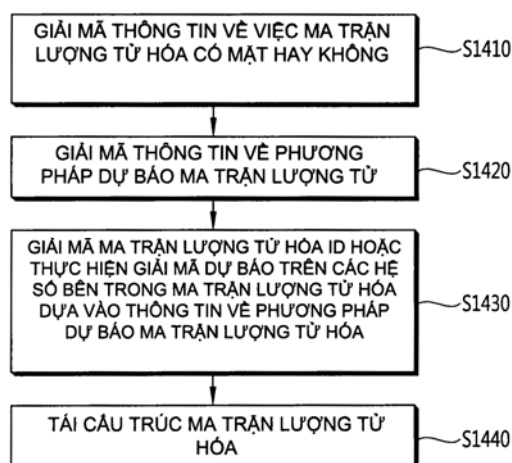 GIẢI MÃ THÔNG TIN VỀ VIỆC MA TRẬN
LƯỢNG TỬ HÓA CÓ MẶT HAY KHÔNG
S1410
GIẢI MÃ THÔNG TIN VỀ PHƯƠNG
PHÁP DỰ BÁO MA TRẬN LƯỢNG TỬ
S1420
GIẢI MÃ MA TRẬN LƯỢNG TỬ HÓA ID HOẶC
THỰC HIỆN GIẢI MÃ DỰ BÁO TRÊN CÁC HỆ
SỐ BÊN TRONG MA TRẬN LƯỢNG TỬ HÓA
DỰA VÀO THÔNG TIN VỀ PHƯƠNG PHÁP
DỰ BÁO MA TRẬN LƯỢNG TỬ HÓA
S1430
TÁI CẤU TRÚC MA TRẬN LƯỢNG TỬ
HÓA
S1440